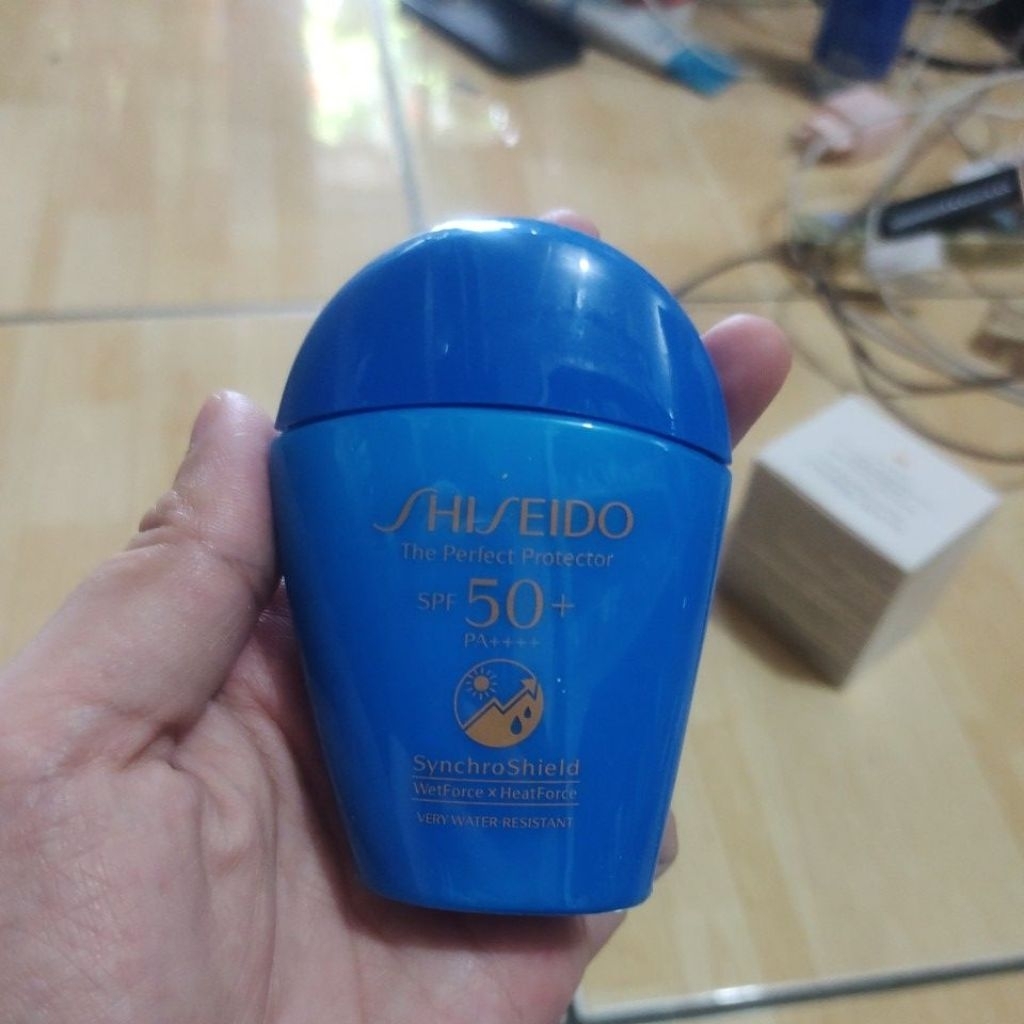 SHISEIDO
The Perfect Protector
SPF 50+
PA++++
SynchroShield
WetForce × HeatForce
VERY WATER-RESISTANT